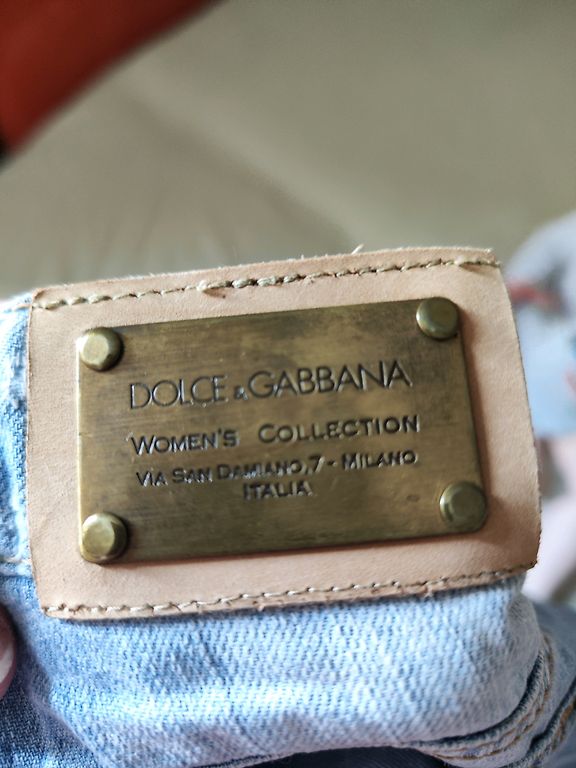 DOLCE & GABBANA
WOMEN'S COLLECTION
VIA SAN DAMIANO,7 - MILANO
ITALIA